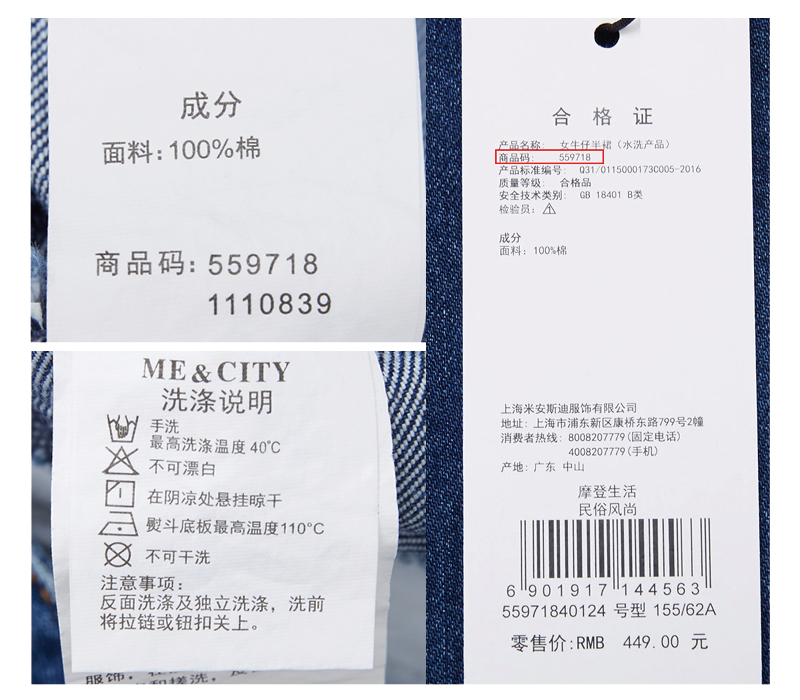 成分
面料:100%棉
商品码:559718
1110839
ME&CITY
洗涤说明
手洗
最高洗涤温度40℃
不可漂白
在阴凉处悬挂晾干
熨斗底板最高温度110°C
不可干洗
注意事项:
反面洗涤及独立洗涤，洗前
将拉链或钮扣关上。
合格证
产品名称: 女牛仔半裙(水洗产品)
商品码: 559718
产品标准编号: Q31/0115000173C005-2016
质量等级: 合格品
安全技术类别: GB 18401 B类
检验员:
成分
面料: 100%棉
上海米安斯迪服饰有限公司
地址: 上海市浦东新区康桥东路799号2幢
消费者热线: 8008207779(固定电话)
4008207779(手机)
产地: 广东 中山
摩登生活
民俗风尚
6 901917 144563
55971840124 号型 155/62A
零售价:RMB 449.00 元